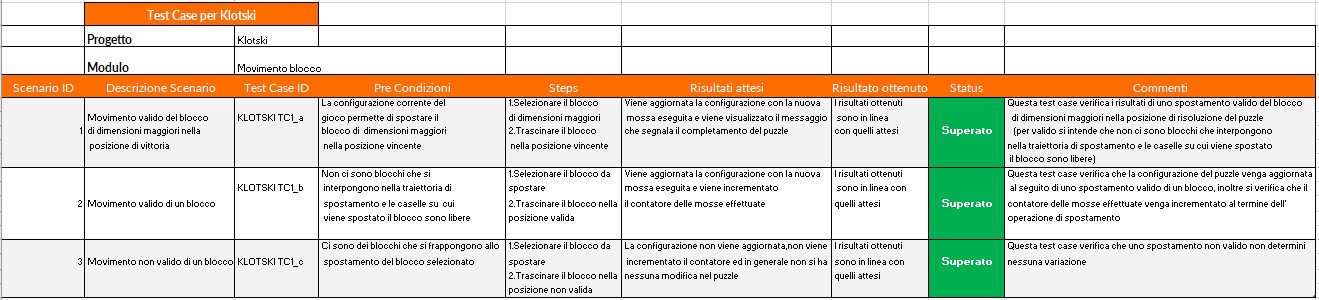 Test Case per Klotski
Progetto
Klotski
Modulo
Movimento blocco
Scenario ID
Descrizione Scenario
Test Case ID
Pre Condizioni
Steps
Risultati attesi
Risultato ottenuto
Status
Commenti
1
Movimento valido del blocco
di dimensioni maggiori nella
posizione di vittoria
KLOTSKI TC1_a
La configurazione corrente del
gioco permette di spostare il
blocco di dimensioni maggiori
nella posizione vincente
1.Selezionare il blocco
di dimensioni maggiori
2.Trascinare il blocco
nella posizione vincente
Viene aggiornata la configurazione con la nuova
mossa eseguita e viene visualizzato il messaggio
che segnala il completamento del puzzle
I risultati ottenuti
sono in linea
con quelli attesi
Superato
Questa test case verifica i risultati di uno spostamento valido del blocco
di dimensioni maggiori nella posizione di risoluzione del puzzle
(per valido si intende che non ci sono blocchi che interpongono
nella traiettoria di spostamento e le caselle su cui viene spostato
il blocco sono libere)
2
Movimento valido di un blocco
KLOTSKI TC1_b
Non ci sono blocchi che si
interpongono nella traiettoria di
spostamento e le caselle su cui
viene spostato il blocco sono libere
1.Selezionare il blocco da
spostare
2.Trascinare il blocco nella
posizione valida
Viene aggiornata la configurazione con la nuova
mossa eseguita e viene incrementato
il contatore delle mosse effettuate
I risultati ottenuti
sono in linea con
quelli attesi
Superato
Questa test case verifica che la configurazione del puzzle venga aggiornata
al seguito di uno spostamento valido di un blocco, inoltre si verifica che il
contatore delle mosse effettuate venga incrementato al termine dell'
operazione di spostamento
3
Movimento non valido di un blocco
KLOTSKI TC1_c
Ci sono dei blocchi che si frappongono allo
spostamento del blocco selezionato
1.Selezionare il blocco da
spostare
2.Trascinare il blocco nella
posizione non valida
La configurazione non viene aggiornata,non viene
incrementato il contatore ed in generale non si ha
nessuna modifica nel puzzle
I risultati ottenuti
sono in linea con
quelli attesi
Superato
Questa test case verifica che uno spostamento non valido non determini
nessuna variazione